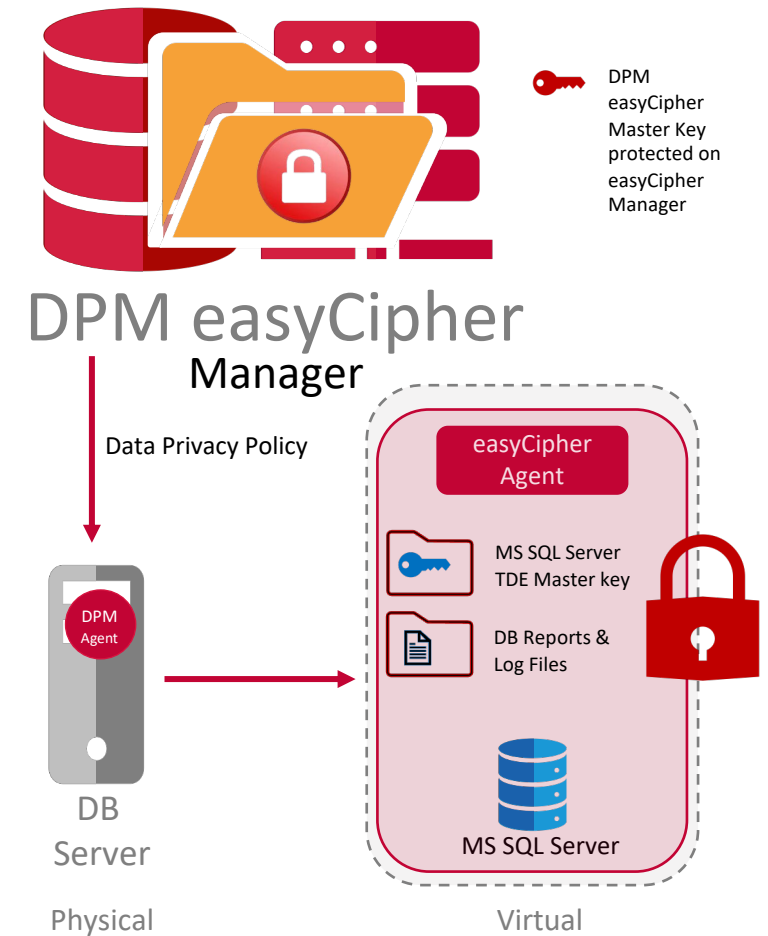 DPM
easyCipher
Master Key
protected on
easyCipher
Manager
DPM easyCipher
Manager
Data Privacy Policy
easyCipher
Agent
MS SQL Server
TDE Master key
DB Reports &
Log Files
DPM
Agent
MS SQL Server
DB
Server
Physical
Virtual